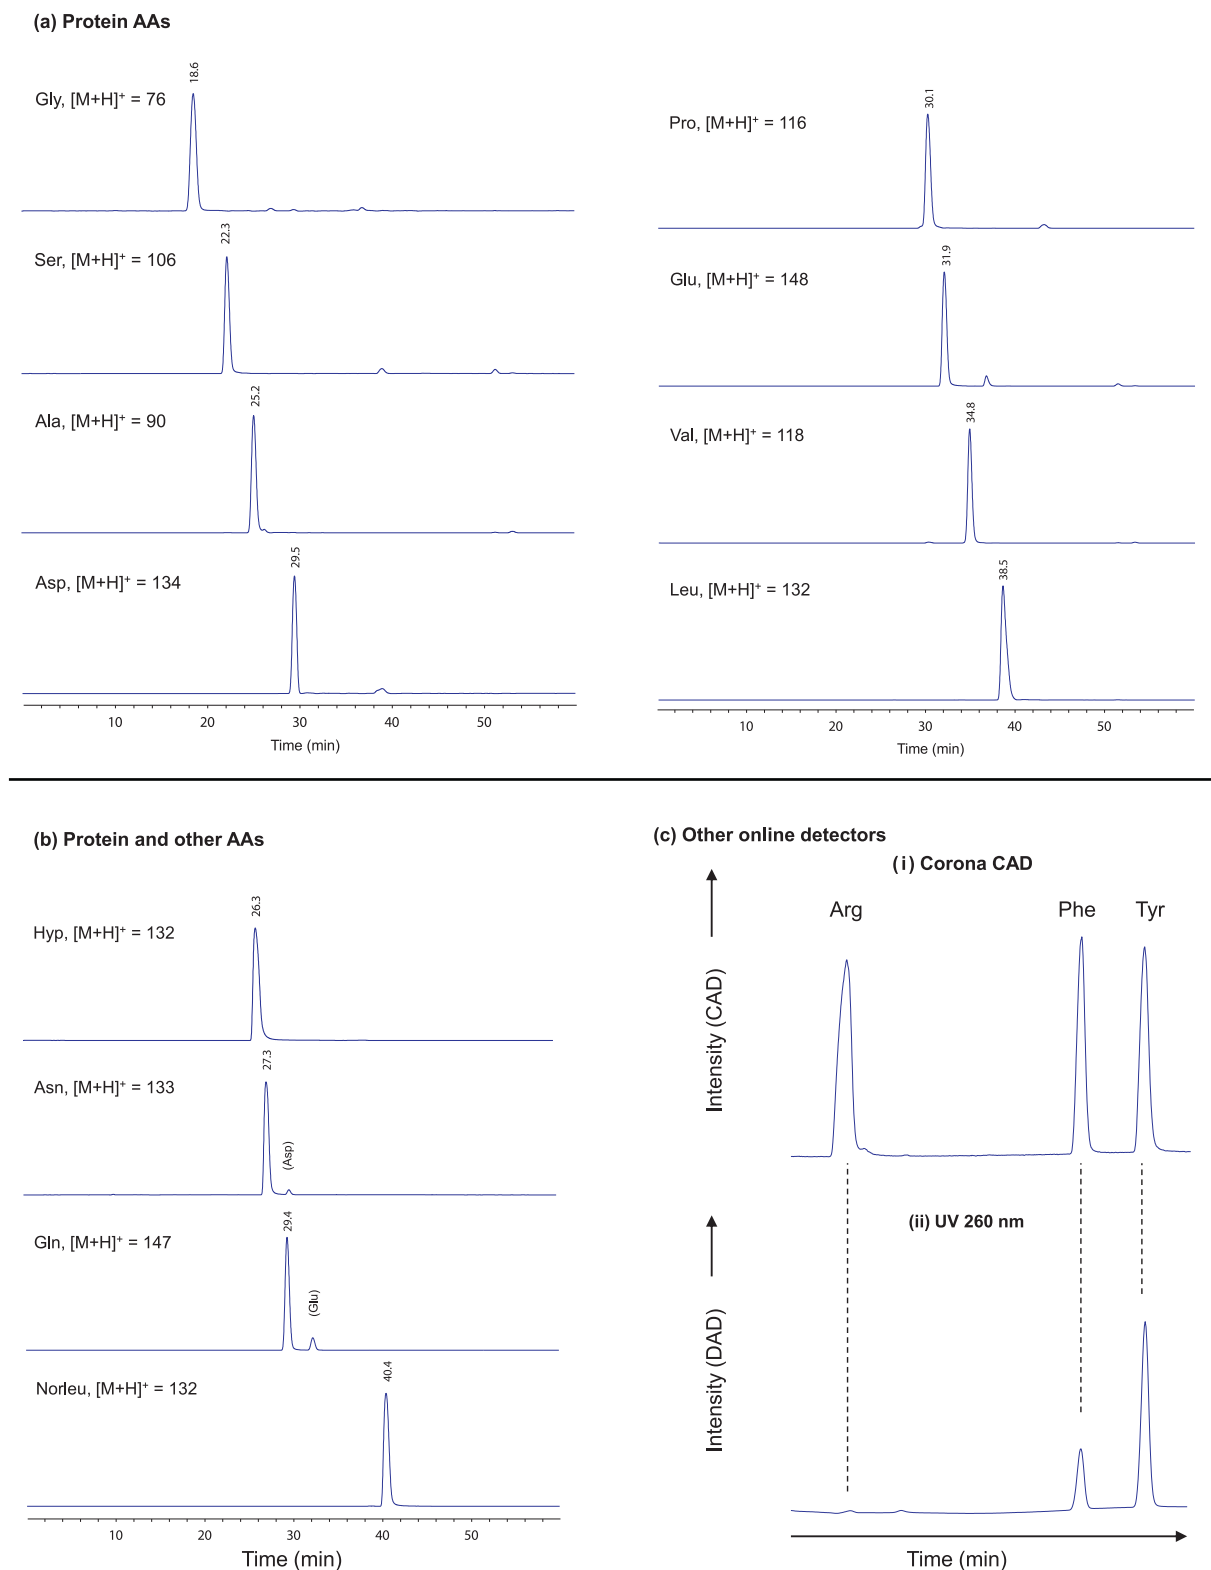 (a) Protein AAs
18.6
Gly, [M+H]⁺ = 76
22.3
Ser, [M+H]⁺ = 106
25.2
Ala, [M+H]⁺ = 90
29.5
Asp, [M+H]⁺ = 134
10 20 30 40 50
Time (min)
30.1
Pro, [M+H]⁺ = 116
31.9
Glu, [M+H]⁺ = 148
34.8
Val, [M+H]⁺ = 118
38.5
Leu, [M+H]⁺ = 132
10 20 30 40 50
Time (min)
(b) Protein and other AAs
26.3
Hyp, [M+H]⁺ = 132
27.3
Asn, [M+H]⁺ = 133
(Asp)
29.4
Gln, [M+H]⁺ = 147
(Glu)
40.4
Norleu, [M+H]⁺ = 132
10 20 30 40 50
Time (min)
(c) Other online detectors
(i) Corona CAD
Arg Phe Tyr
Intensity (CAD)
(ii) UV 260 nm
Intensity (DAD)
Time (min)